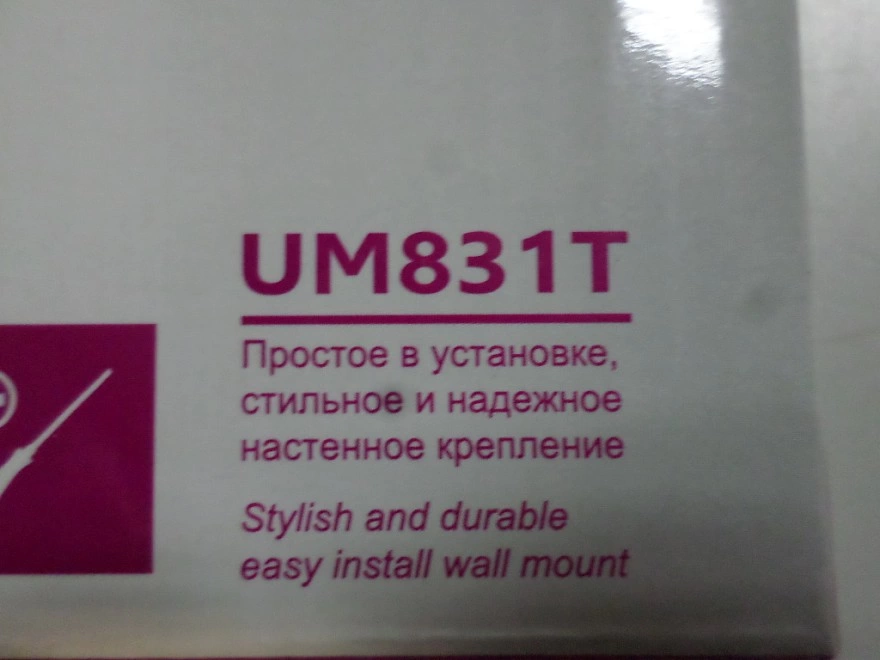 UM831T
Простое в установке,
стильное и надежное
настенное крепление
Stylish and durable
easy install wall mount